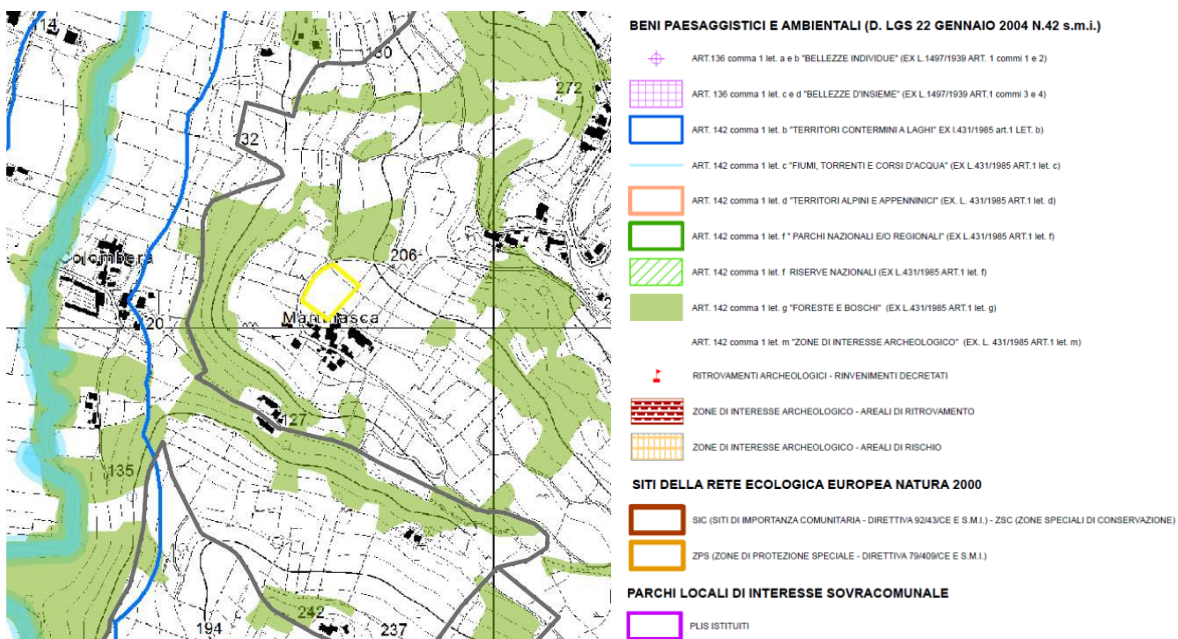 114
60
272
132
206
Colombera
20
127
135
242
194
237
BENI PAESAGGISTICI E AMBIENTALI (D. LGS 22 GENNAIO 2004 N.42 s.m.i.)
ART.136 comma 1 let. a e b "BELLEZZE INDIVIDUE" (EX L.1497/1939 ART. 1 commi 1 e 2)
ART. 136 comma 1 let. c e d "BELLEZZE D'INSIEME" (EX L.1497/1939 ART.1 commi 3 e 4)
ART. 142 comma 1 let. b "TERRITORI CONTERMINI A LAGHI" EX l.431/1985 art.1 LET. b)
ART. 142 comma 1 let. c "FIUMI, TORRENTI E CORSI D'ACQUA" (EX L.431/1985 ART.1 let. c)
ART. 142 comma 1 let. d "TERRITORI ALPINI E APPENNINICI" (EX. L. 431/1985 ART.1 let. d)
ART. 142 comma 1 let. f " PARCHI NAZIONALI E/O REGIONALI" (EX L.431/1985 ART.1 let. f)
ART. 142 comma 1 let. f RISERVE NAZIONALI (EX L.431/1985 ART.1 let. f)
ART. 142 comma 1 let. g "FORESTE E BOSCHI" (EX L.431/1985 ART.1 let. g)
ART. 142 comma 1 let. m "ZONE DI INTERESSE ARCHEOLOGICO" (EX. L. 431/1985 ART.1 let. m)
RITROVAMENTI ARCHEOLOGICI - RINVENIMENTI DECRETATI
ZONE DI INTERESSE ARCHEOLOGICO - AREALI DI RITROVAMENTO
ZONE DI INTERESSE ARCHEOLOGICO - AREALI DI RISCHIO
SITI DELLA RETE ECOLOGICA EUROPEA NATURA 2000
SIC (SITI DI IMPORTANZA COMUNITARIA - DIRETTIVA 92/43/CE E S.M.I.) - ZSC (ZONE SPECIALI DI CONSERVAZIONE)
ZPS (ZONE DI PROTEZIONE SPECIALE - DIRETTIVA 79/409/CE E S.M.I.)
PARCHI LOCALI DI INTERESSE SOVRACOMUNALE
PLIS ISTITUITI